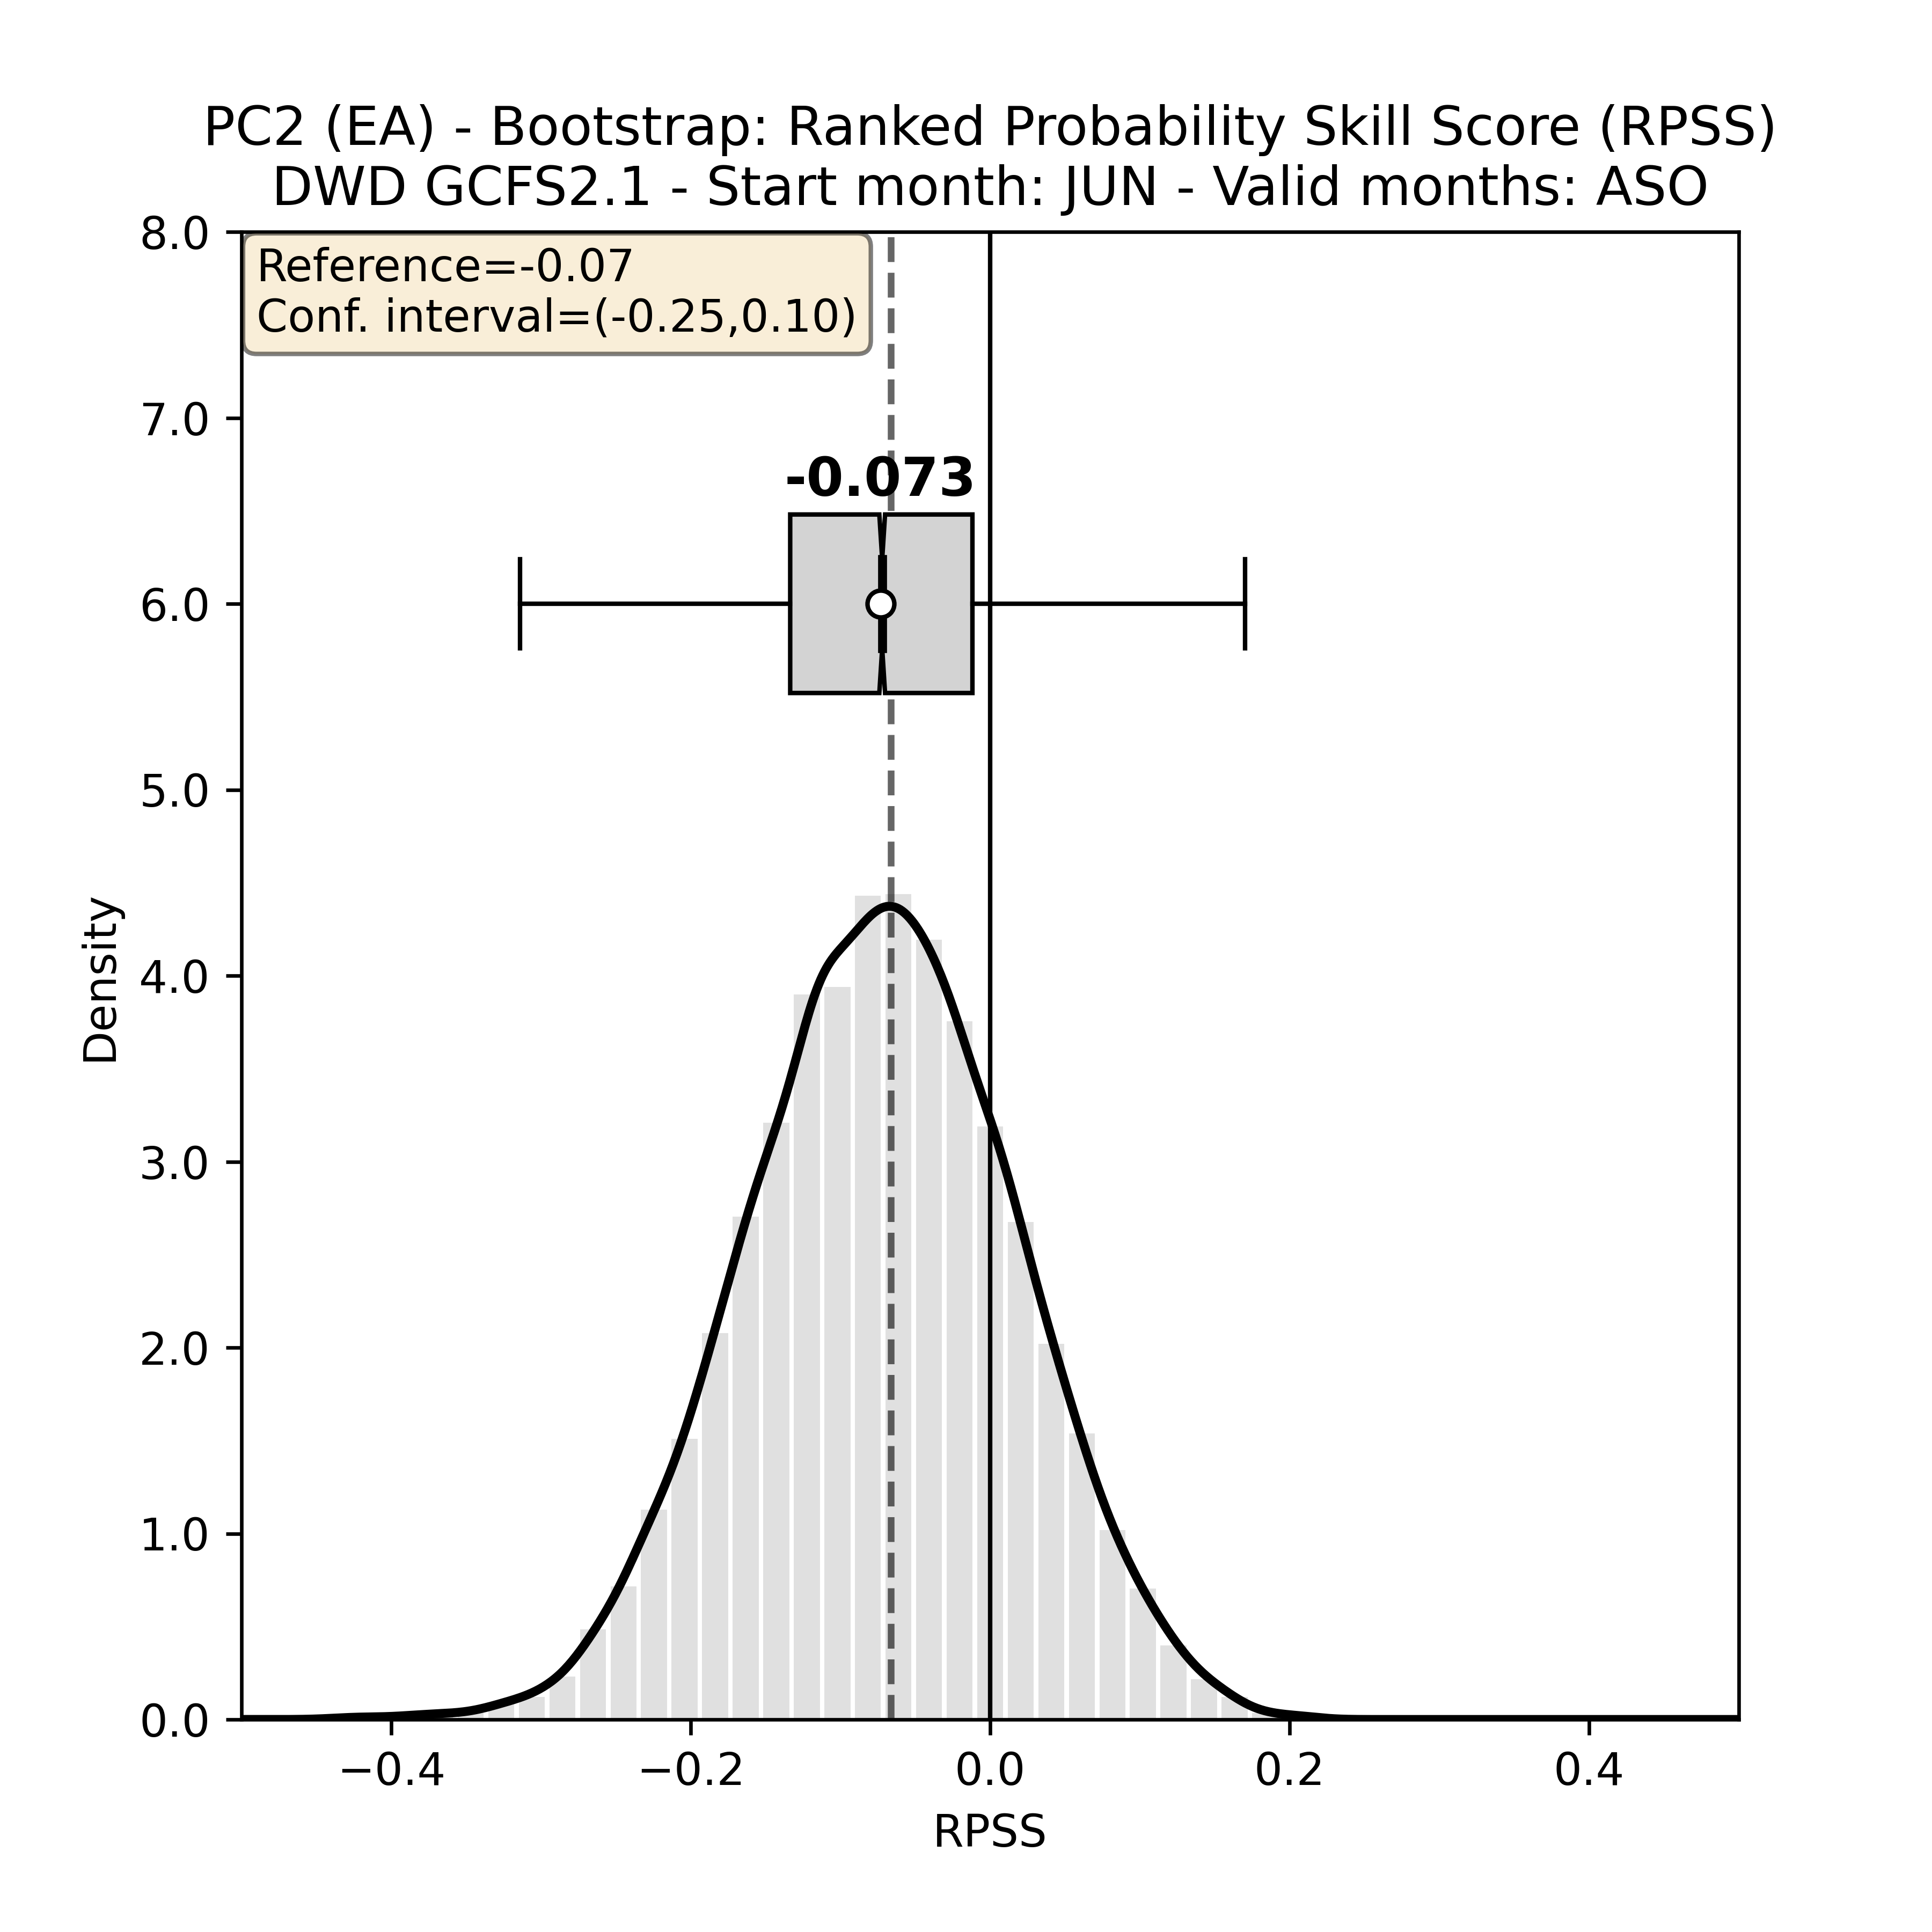 PC2 (EA) - Bootstrap: Ranked Probability Skill Score (RPSS)
DWD GCFS2.1 - Start month: JUN - Valid months: ASO
Reference=-0.07
Conf. interval=(-0.25,0.10)
-0.073
8.0
7.0
6.0
5.0
4.0
3.0
2.0
1.0
0.0
Density
−0.4
−0.2
0.0
0.2
0.4
RPSS